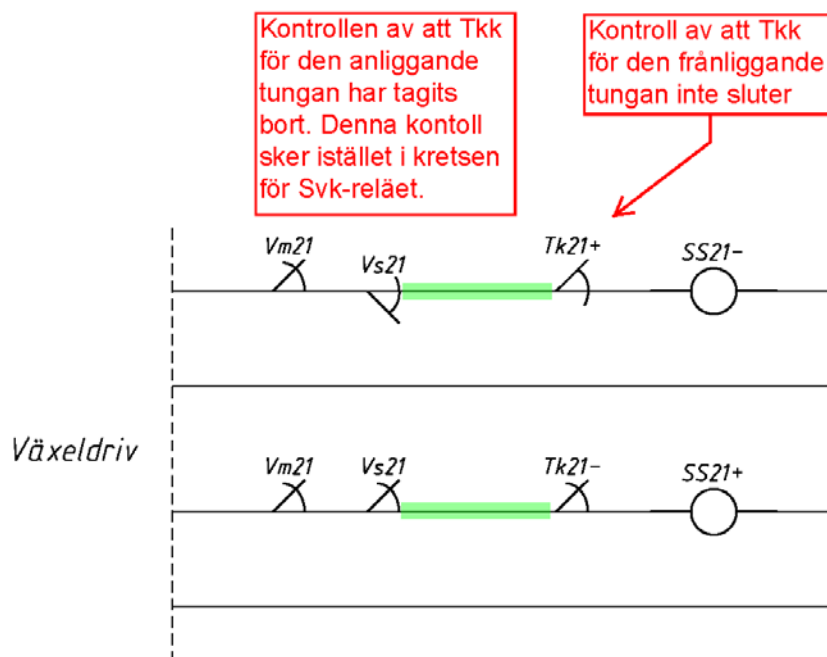 Kontrollen av att Tkk
för den anliggande
tungan har tagits
bort. Denna kontoll
sker istället i kretsen
för Svk-reläet.
Kontroll av att Tkk
för den frånliggande
tungan inte sluter
Vm21
Vs21
Tk21+
SS21-
Växeldriv
Vm21
Vs21
Tk21-
SS21+